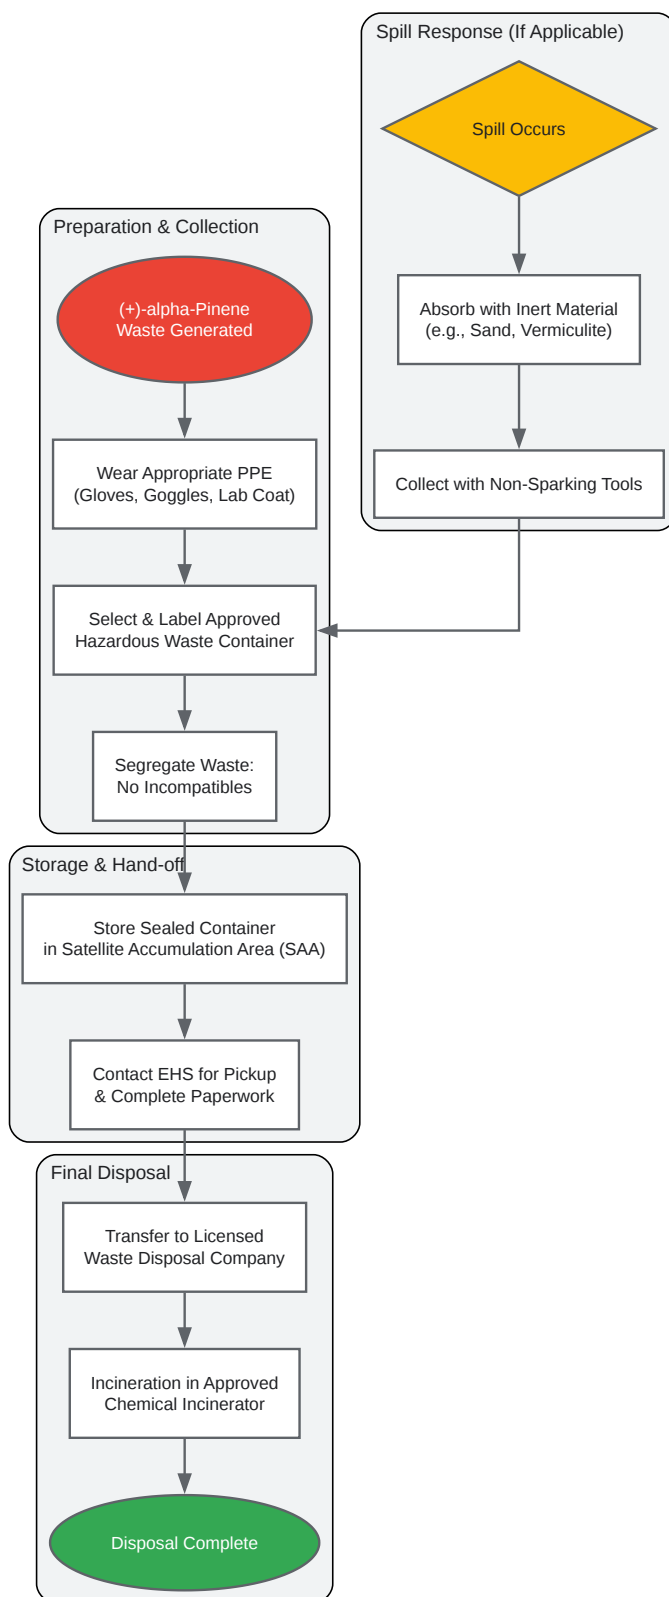 Spill Response (If Applicable)
Spill Occurs
Absorb with Inert Material
(e.g., Sand, Vermiculite)
Collect with Non-Sparking Tools
Preparation & Collection
(+)-alpha-Pinene
Waste Generated
Wear Appropriate PPE
(Gloves, Goggles, Lab Coat)
Select & Label Approved
Hazardous Waste Container
Segregate Waste:
No Incompatibles
Storage & Hand-off
Store Sealed Container
in Satellite Accumulation Area (SAA)
Contact EHS for Pickup
& Complete Paperwork
Final Disposal
Transfer to Licensed
Waste Disposal Company
Incineration in Approved
Chemical Incinerator
Disposal Complete